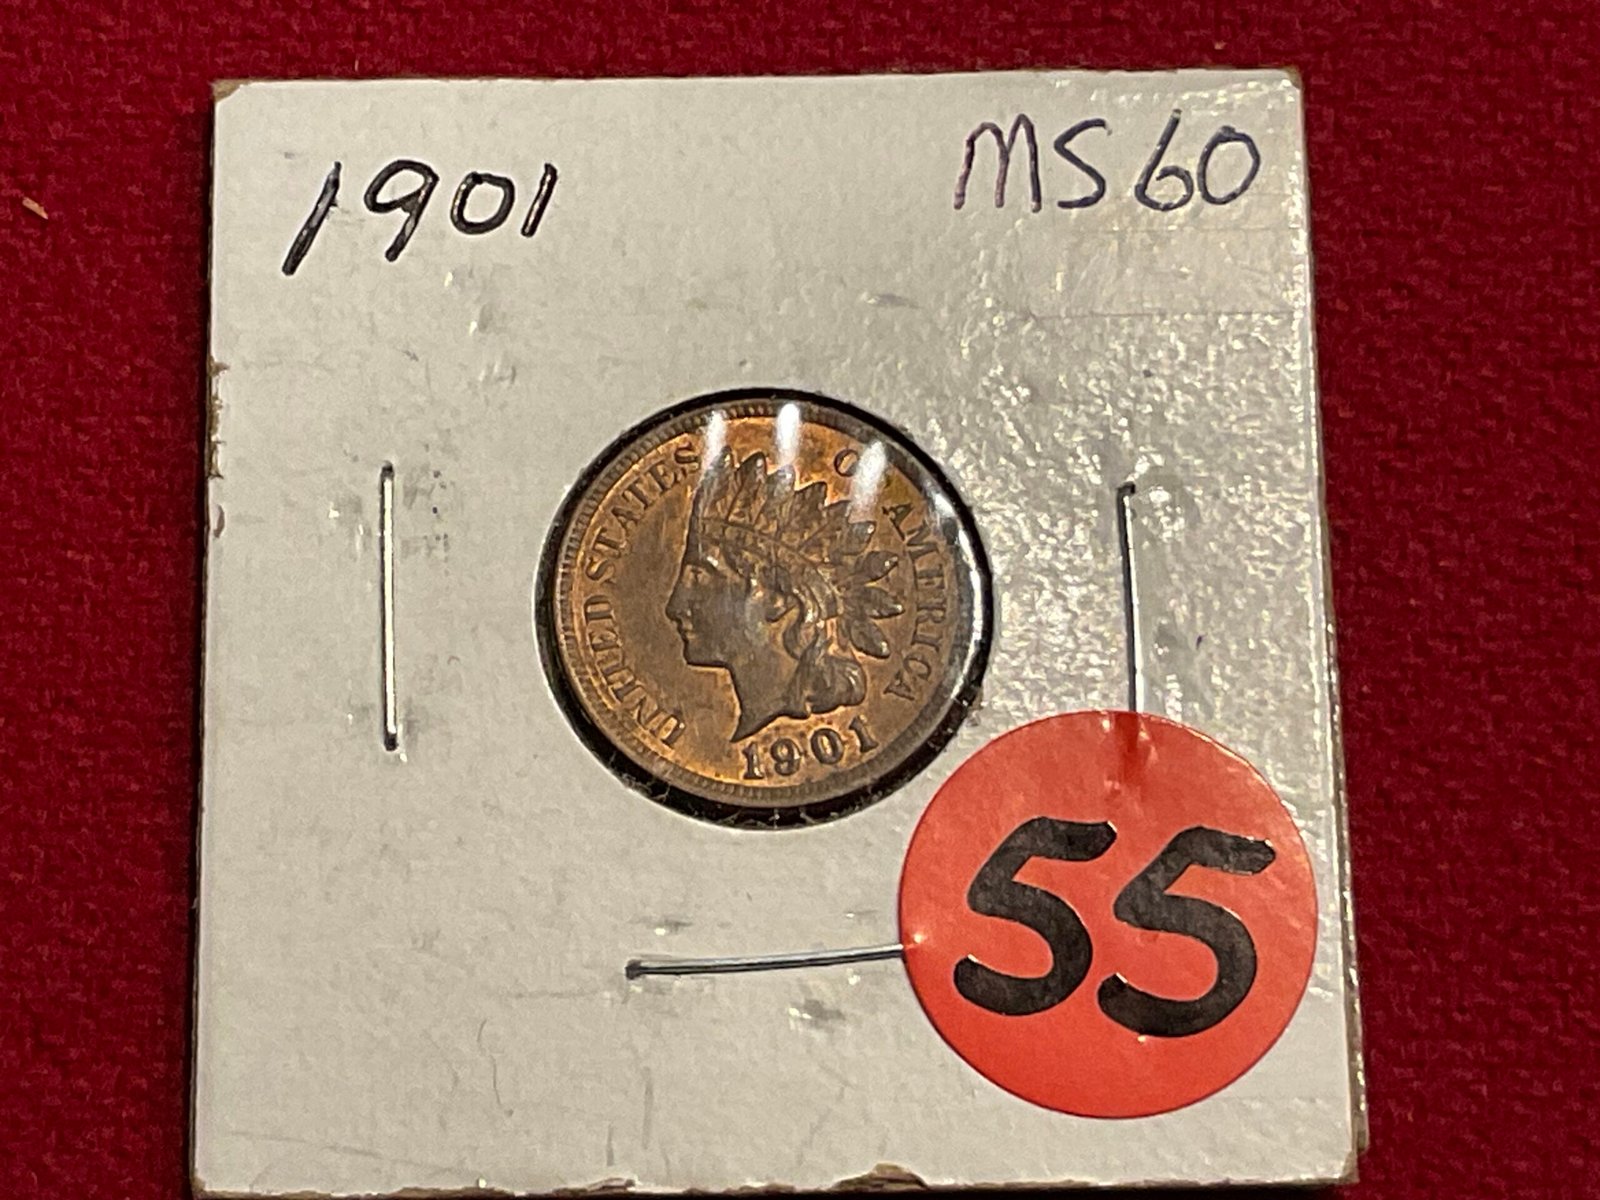 1901
MS60
UNITED STATES OF AMERICA
1901
55